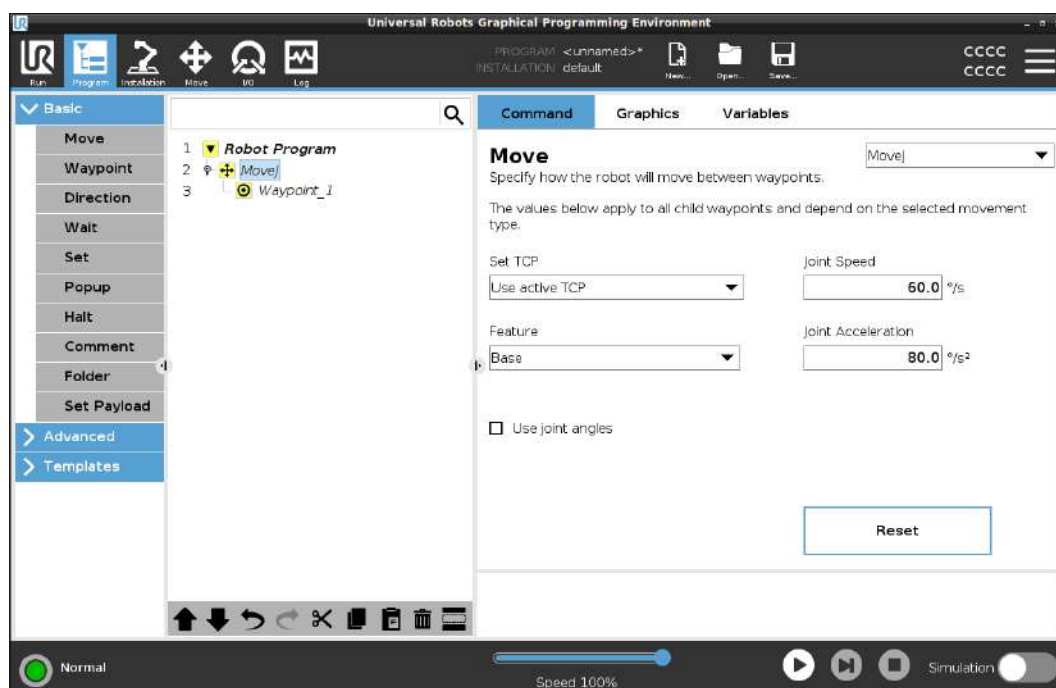 UR
Universal Robots Graphical Programming Environment
UR
Run
Program
Installation
Move
I/O
Log
PROGRAM <unnamed>*
INSTALLATION default
New...
Open...
Save...
CCCC
CCCC
Basic
Move
Waypoint
Direction
Wait
Set
Popup
Halt
Comment
Folder
Set Payload
Advanced
Templates
1 Robot Program
2 MoveJ
3 Waypoint_1
Command Graphics Variables
Move
MoveJ
Specify how the robot will move between waypoints.
The values below apply to all child waypoints and depend on the selected movement
type.
Set TCP
Joint Speed
Use active TCP
60.0 °/s
Feature
Joint Acceleration
Base
80.0 °/s²
Use joint angles
Reset
Normal
Speed 100%
Simulation